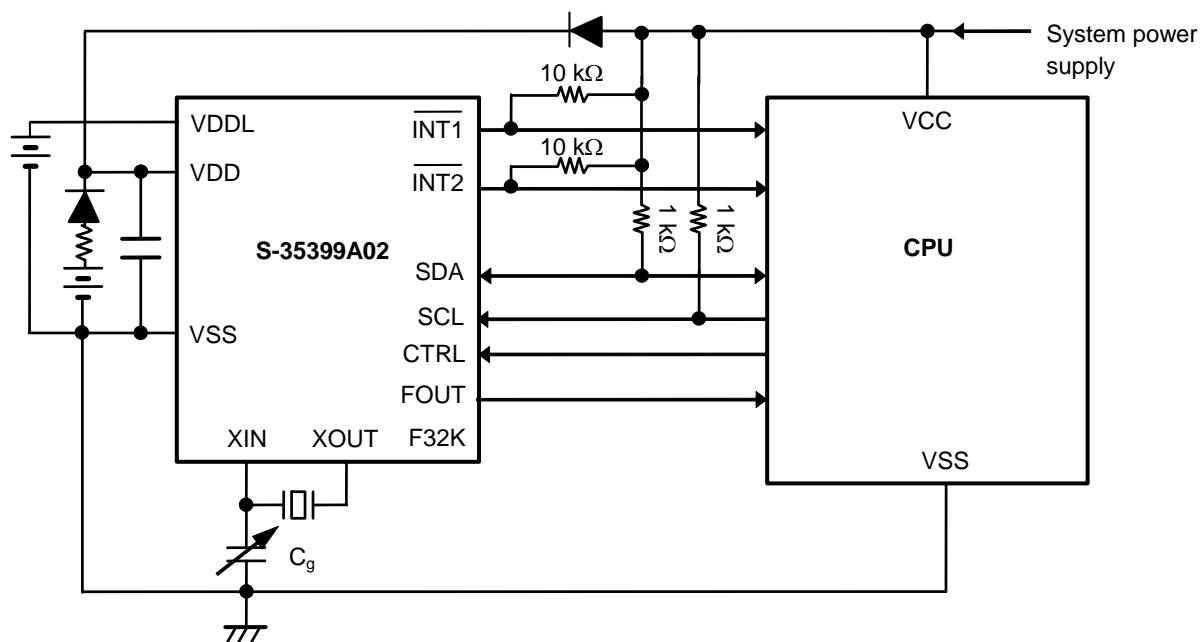 System power
supply
10 kΩ
VDDL
INT1
VCC
10 kΩ
VDD
INT2
1 kΩ
1 kΩ
S-35399A02
CPU
SDA
SCL
VSS
CTRL
FOUT
XIN
XOUT
F32K
VSS
Cg